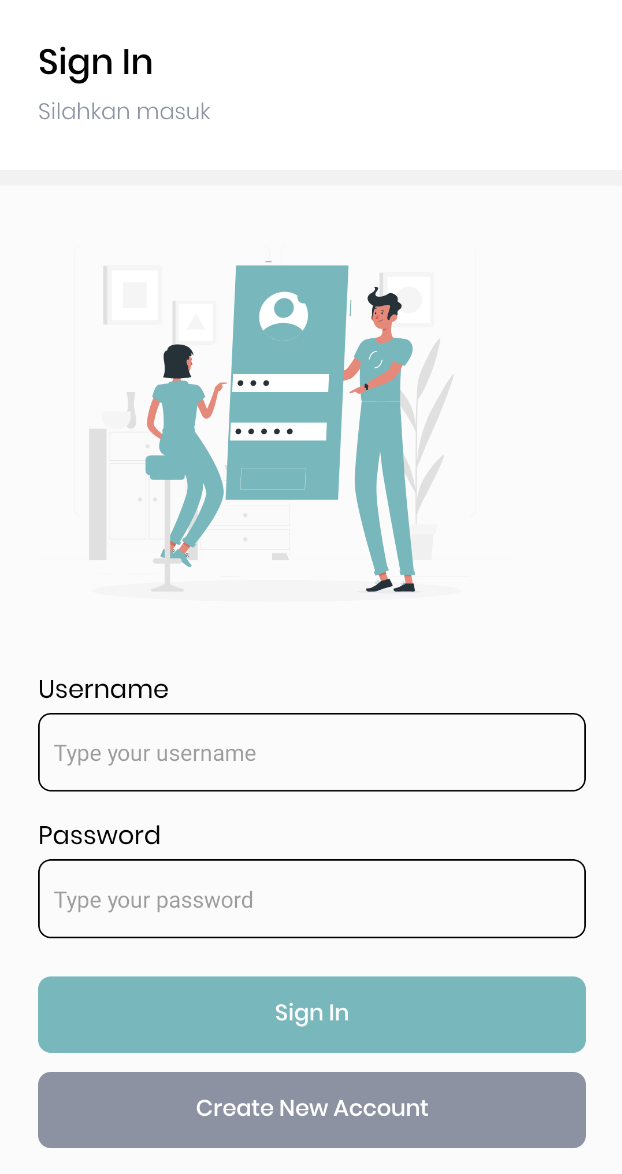 Sign In
Silahkan masuk
Username
Type your username
Password
Type your password
Sign In
Create New Account